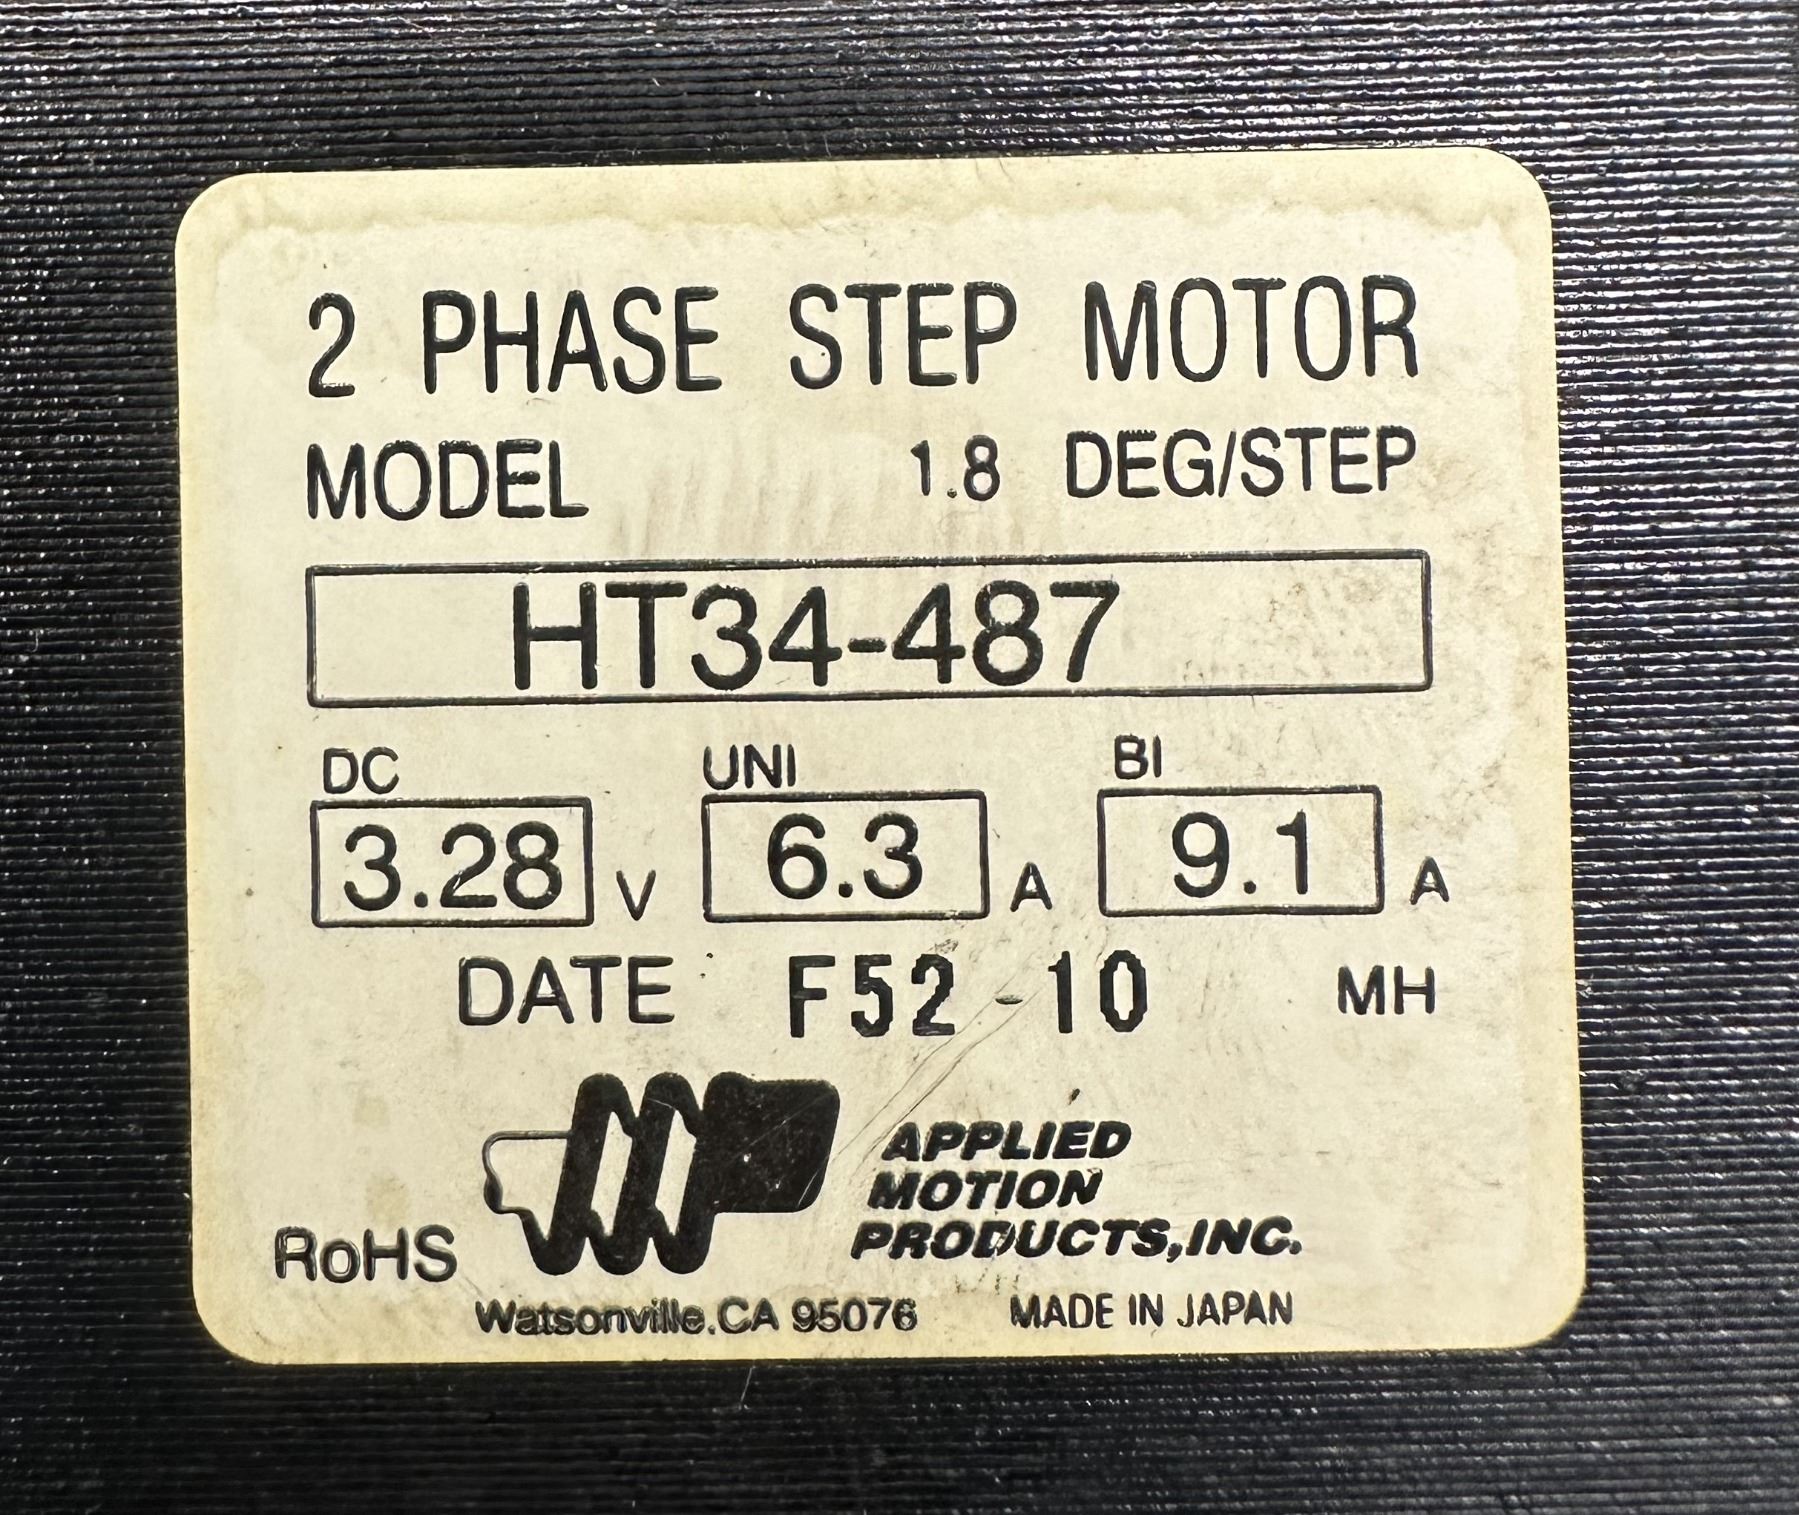 2 PHASE STEP MOTOR
MODEL 1.8 DEG/STEP
HT34-487
DC UNI BI
3.28 V 6.3 A 9.1 A
DATE F52-10 MH
APPLIED
MOTION
PRODUCTS,INC.
RoHS
Watsonville.CA 95076 MADE IN JAPAN